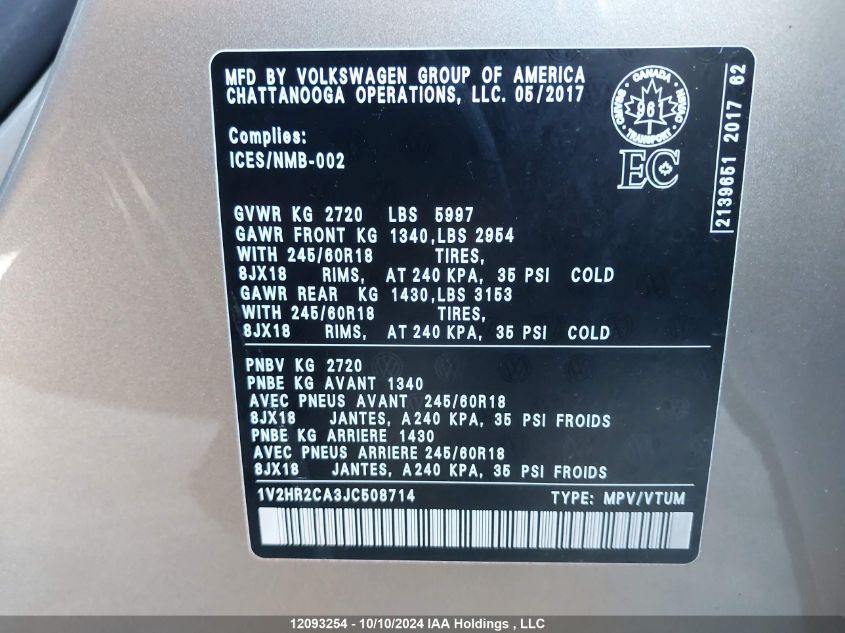 MFD BY VOLKSWAGEN GROUP OF AMERICA
CHATTANOOGA OPERATIONS, LLC. 05/2017
CANADA
961
TRANSPORT
EC
2139651 2017 62
Complies:
ICES/NMB-002
GVWR KG 2720 LBS 5997
GAWR FRONT KG 1340,LBS 2954
WITH 245/60R18 TIRES,
8JX18 RIMS, AT 240 KPA, 35 PSI COLD
GAWR REAR KG 1430,LBS 3153
WITH 245/60R18 TIRES,
8JX18 RIMS, AT 240 KPA, 35 PSI COLD
PNBV KG 2720
PNBE KG AVANT 1340
AVEC PNEUS AVANT 245/60R18
8JX18 JANTES, A 240 KPA, 35 PSI FROIDS
PNBE KG ARRIERE 1430
AVEC PNEUS ARRIERE 245/60R18
8JX18 JANTES, A 240 KPA, 35 PSI FROIDS
1V2HR2CA3JC508714 TYPE: MPV/VTUM
12093254 - 10/10/2024 IAA Holdings , LLC